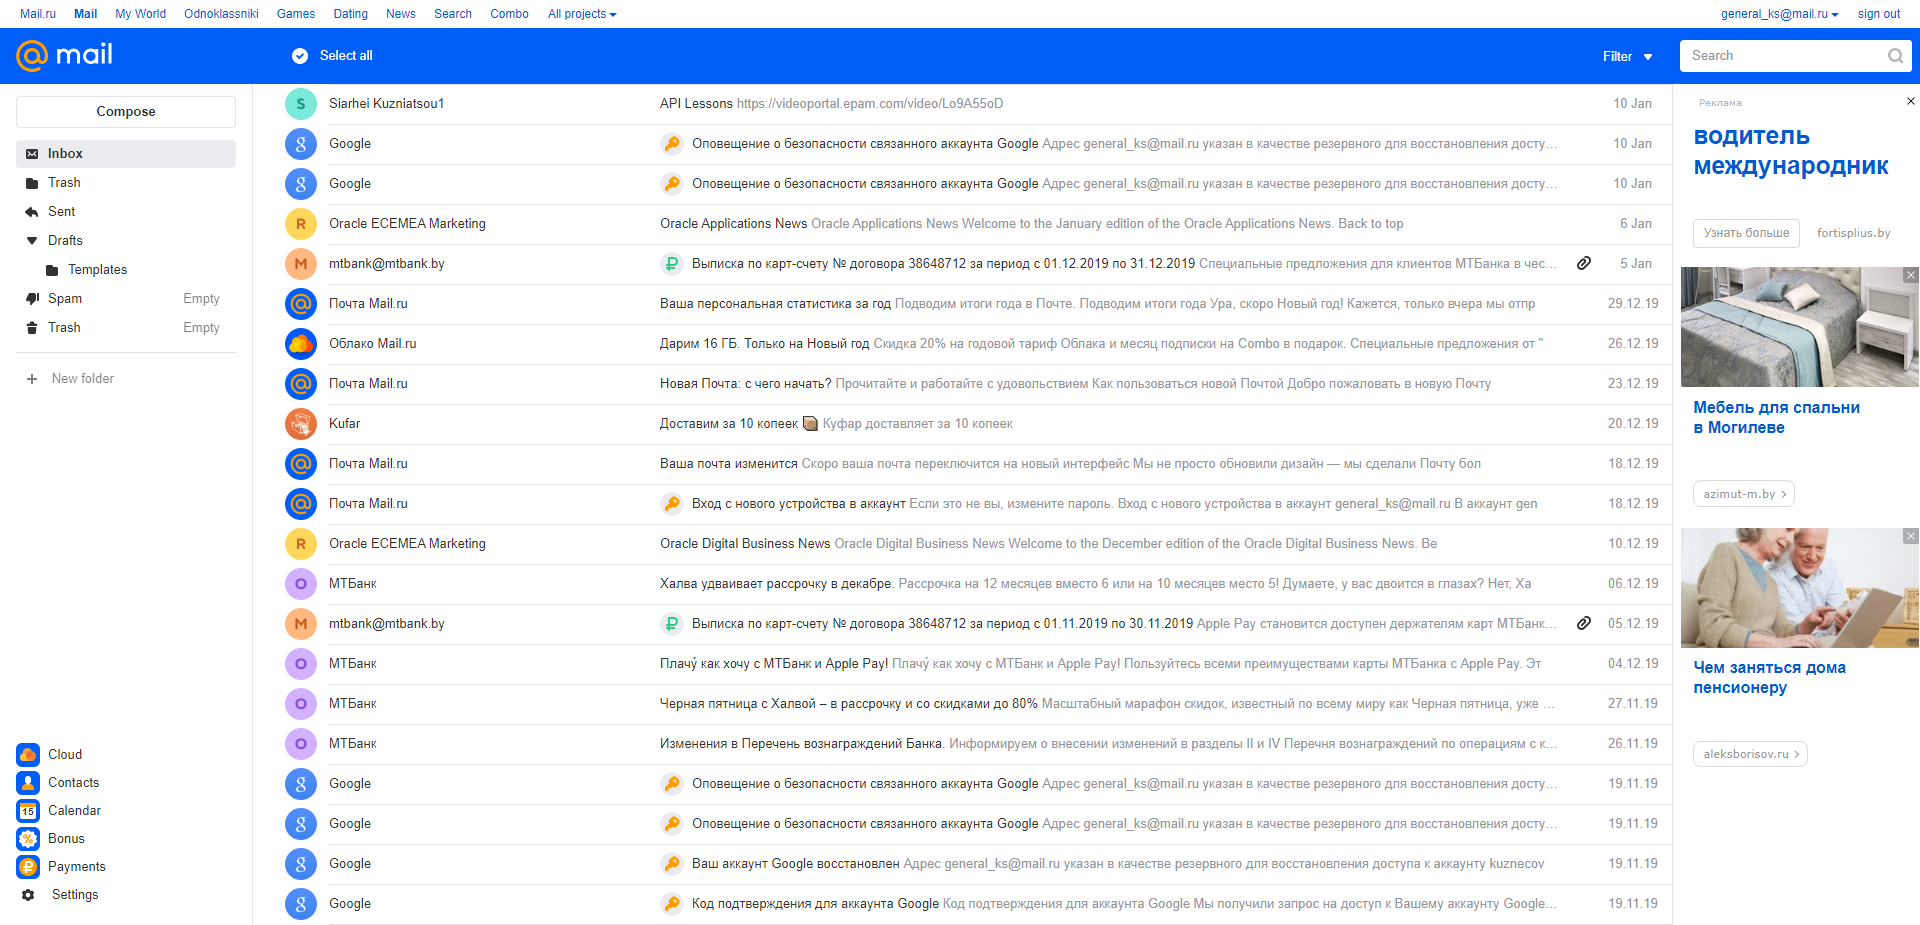 Mail.ru Mail My World Odnoklassniki Games Dating News Search Combo All projects general_ks@mail.ru sign out
@mail Select all Filter Search
Compose
Inbox
Trash
Sent
Drafts
Templates
Spam Empty
Trash Empty
New folder
Cloud
Contacts
15 Calendar
% Bonus
₽ Payments
Settings
S Siarhei Kuzniatsou1 API Lessons https://videoportal.epam.com/video/Lo9A55oD 10 Jan
g Google Оповещение о безопасности связанного аккаунта Google Адрес general_ks@mail.ru указан в качестве резервного для восстановления досту… 10 Jan
g Google Оповещение о безопасности связанного аккаунта Google Адрес general_ks@mail.ru указан в качестве резервного для восстановления досту… 10 Jan
R Oracle ECEMEA Marketing Oracle Applications News Oracle Applications News Welcome to the January edition of the Oracle Applications News. Back to top 6 Jan
M mtbank@mtbank.by ₽ Выписка по карт-счету № договора 38648712 за период с 01.12.2019 по 31.12.2019 Специальные предложения для клиентов МТБанка в чес… 5 Jan
@ Почта Mail.ru Ваша персональная статистика за год Подводим итоги года в Почте. Подводим итоги года Ура, скоро Новый год! Кажется, только вчера мы отпр 29.12.19
Облако Mail.ru Дарим 16 ГБ. Только на Новый год Скидка 20% на годовой тариф Облака и месяц подписки на Combo в подарок. Специальные предложения от " 26.12.19
@ Почта Mail.ru Новая Почта: с чего начать? Прочитайте и работайте с удовольствием Как пользоваться новой Почтой Добро пожаловать в новую Почту 23.12.19
Kufar Доставим за 10 копеек Куфар доставляет за 10 копеек 20.12.19
@ Почта Mail.ru Ваша почта изменится Скоро ваша почта переключится на новый интерфейс Мы не просто обновили дизайн — мы сделали Почту бол 18.12.19
@ Почта Mail.ru Вход с нового устройства в аккаунт Если это не вы, измените пароль. Вход с нового устройства в аккаунт general_ks@mail.ru В аккаунт gen 18.12.19
R Oracle ECEMEA Marketing Oracle Digital Business News Oracle Digital Business News Welcome to the December edition of the Oracle Digital Business News. Be 10.12.19
О МТБанк Халва удваивает рассрочку в декабре. Рассрочка на 12 месяцев вместо 6 или на 10 месяцев место 5! Думаете, у вас двоится в глазах? Нет, Ха 06.12.19
M mtbank@mtbank.by ₽ Выписка по карт-счету № договора 38648712 за период с 01.11.2019 по 30.11.2019 Apple Pay становится доступен держателям карт МТБанк… 05.12.19
О МТБанк Плачу́ как хочу с МТБанк и Apple Pay! Плачу́ как хочу с МТБанк и Apple Pay! Пользуйтесь всеми преимуществами карты МТБанка с Apple Pay. Эт 04.12.19
О МТБанк Черная пятница с Халвой – в рассрочку и со скидками до 80% Масштабный марафон скидок, известный по всему миру как Черная пятница, уже … 27.11.19
О МТБанк Изменения в Перечень вознаграждений Банка. Информируем о внесении изменений в разделы II и IV Перечня вознаграждений по операциям с к… 26.11.19
g Google Оповещение о безопасности связанного аккаунта Google Адрес general_ks@mail.ru указан в качестве резервного для восстановления досту… 19.11.19
g Google Оповещение о безопасности связанного аккаунта Google Адрес general_ks@mail.ru указан в качестве резервного для восстановления досту… 19.11.19
g Google Ваш аккаунт Google восстановлен Адрес general_ks@mail.ru указан в качестве резервного для восстановления доступа к аккаунту kuznecov 19.11.19
g Google Код подтверждения для аккаунта Google Код подтверждения для аккаунта Google Мы получили запрос на доступ к Вашему аккаунту Google… 19.11.19
Реклама
водитель
международник
Узнать больше fortisplius.by
Мебель для спальни
в Могилеве
azimut-m.by
Чем заняться дома
пенсионеру
aleksborisov.ru